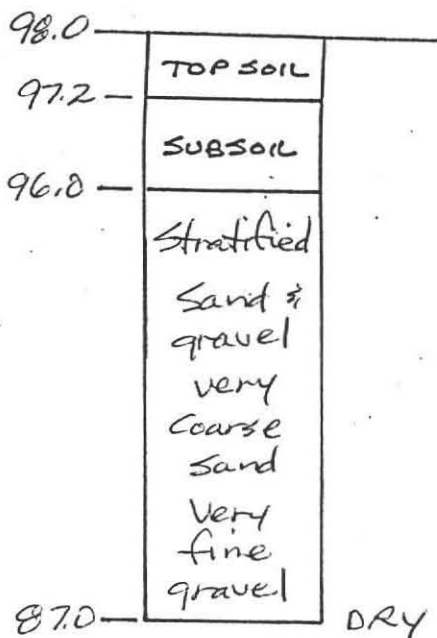 98.0
TOP SOIL
97.2
SUBSOIL
96.0
Stratified
Sand &
gravel
very
Coarse
Sand
Very
fine
gravel
87.0 DRY